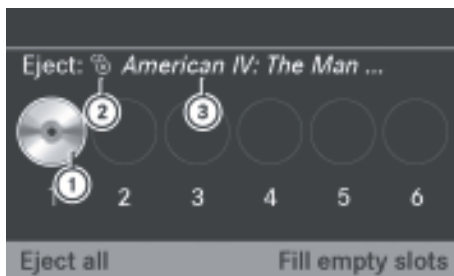 Eject: American IV: The Man ...
2 3
1
1 2 3 4 5 6
Eject all Fill empty slots